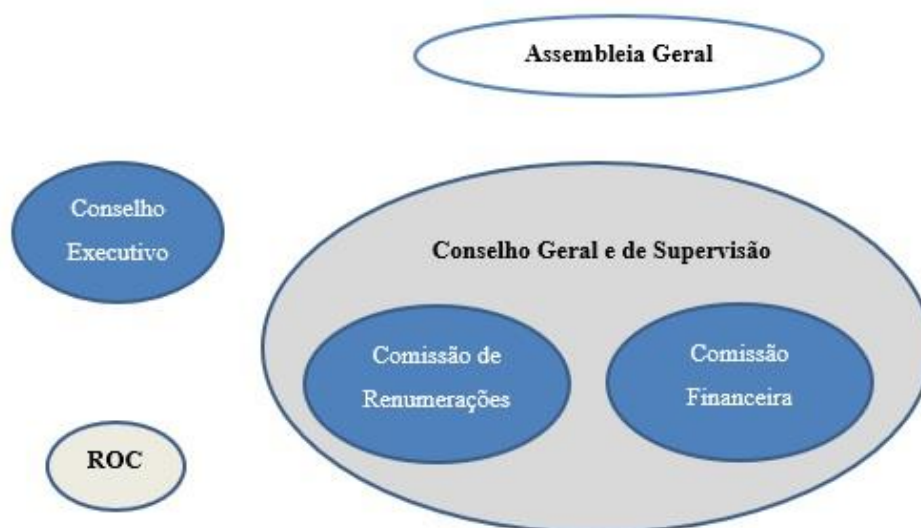 Assembleia Geral
Conselho
Executivo
Conselho Geral e de Supervisão
Comissão de
Renumerações
Comissão
Financeira
ROC